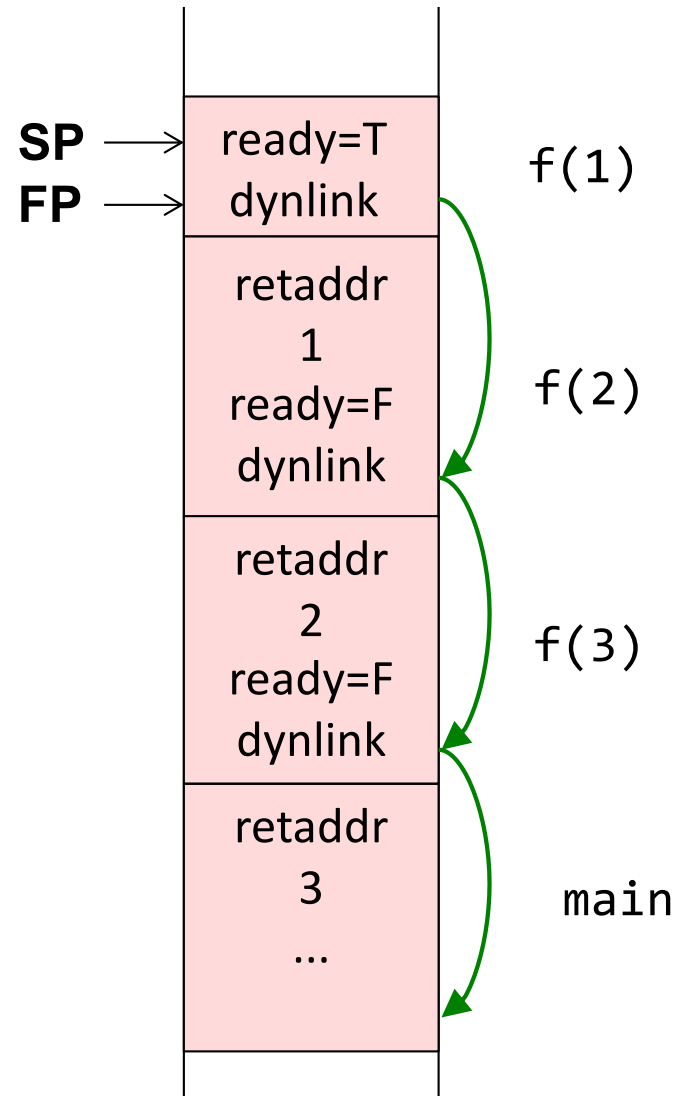 SP
FP
ready=T
dynlink
f(1)
retaddr
1
ready=F
dynlink
f(2)
retaddr
2
ready=F
dynlink
f(3)
retaddr
3
...
main